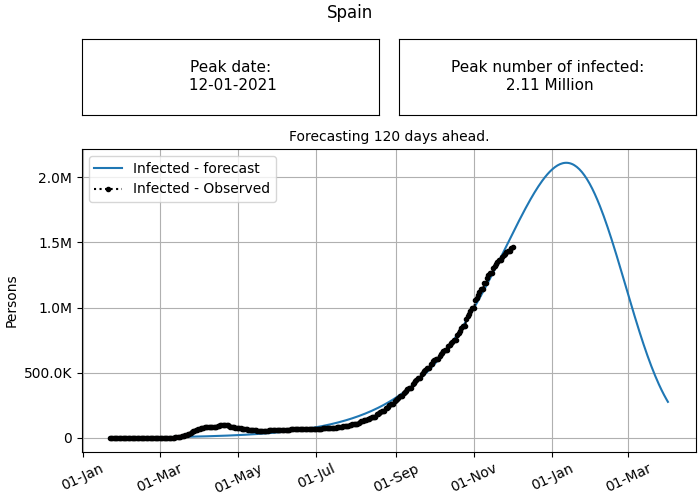 Spain
Peak date:
12-01-2021
Peak number of infected:
2.11 Million
Forecasting 120 days ahead.
Infected - forecast
Infected - Observed
2.0M
1.5M
1.0M
500.0K
0
Persons
01-Jan
01-Mar
01-May
01-Jul
01-Sep
01-Nov
01-Jan
01-Mar